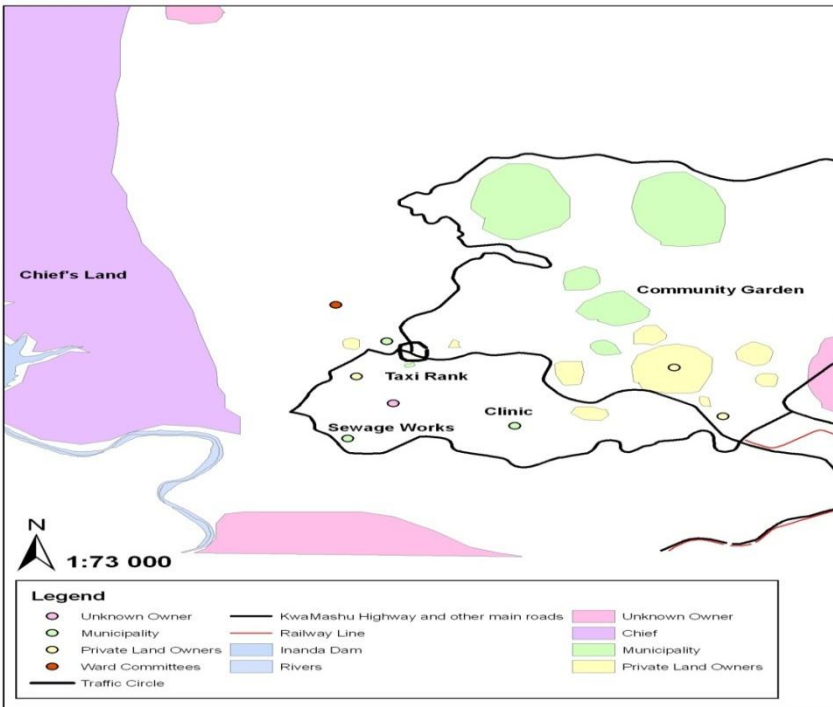 Chief's Land
Community Garden
Taxi Rank
Clinic
Sewage Works
N
1:73 000
Legend
Unknown Owner
Municipality
Private Land Owners
Ward Committees
Traffic Circle
KwaMashu Highway and other main roads
Railway Line
Inanda Dam
Rivers
Unknown Owner
Chief
Municipality
Private Land Owners